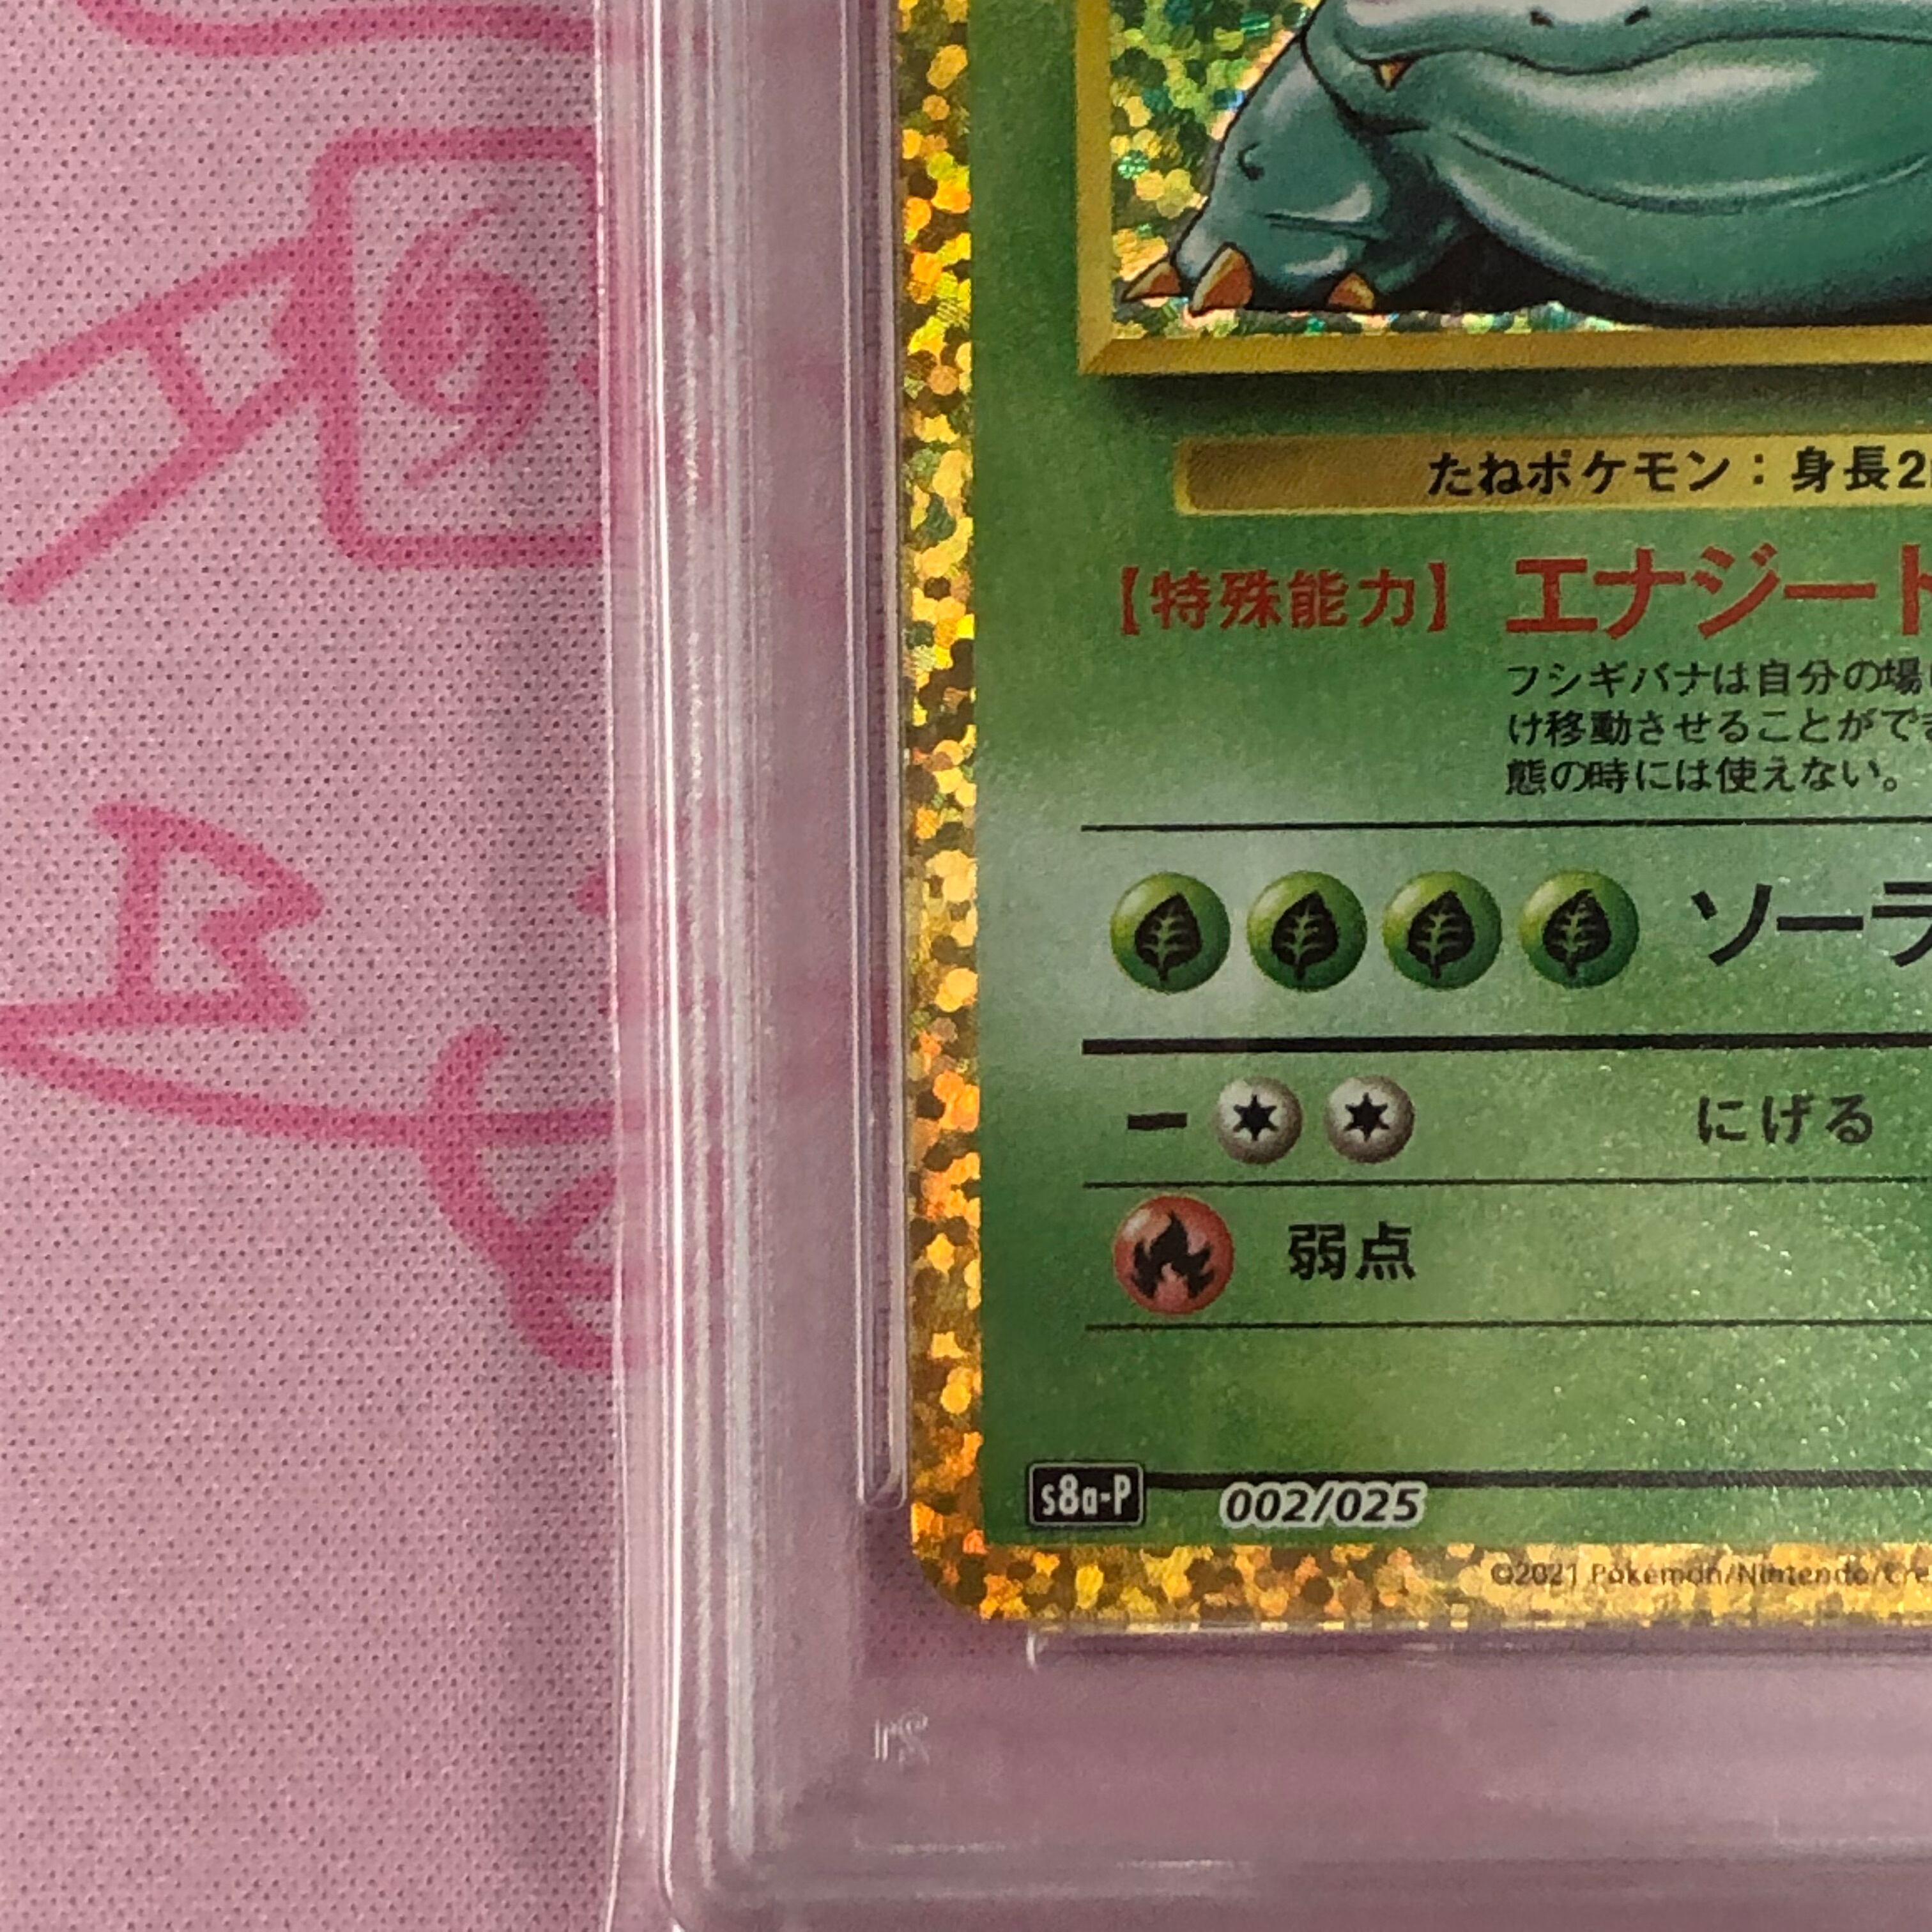 たねポケモン：身長2
【特殊能力】 エナジート
フシギバナは自分の場
け移動させることがで
態の時には使えない。
ソーラ
ー にげる
弱点
s8a-P 002/025
©2021 Pokémon/Nintendo/Cre